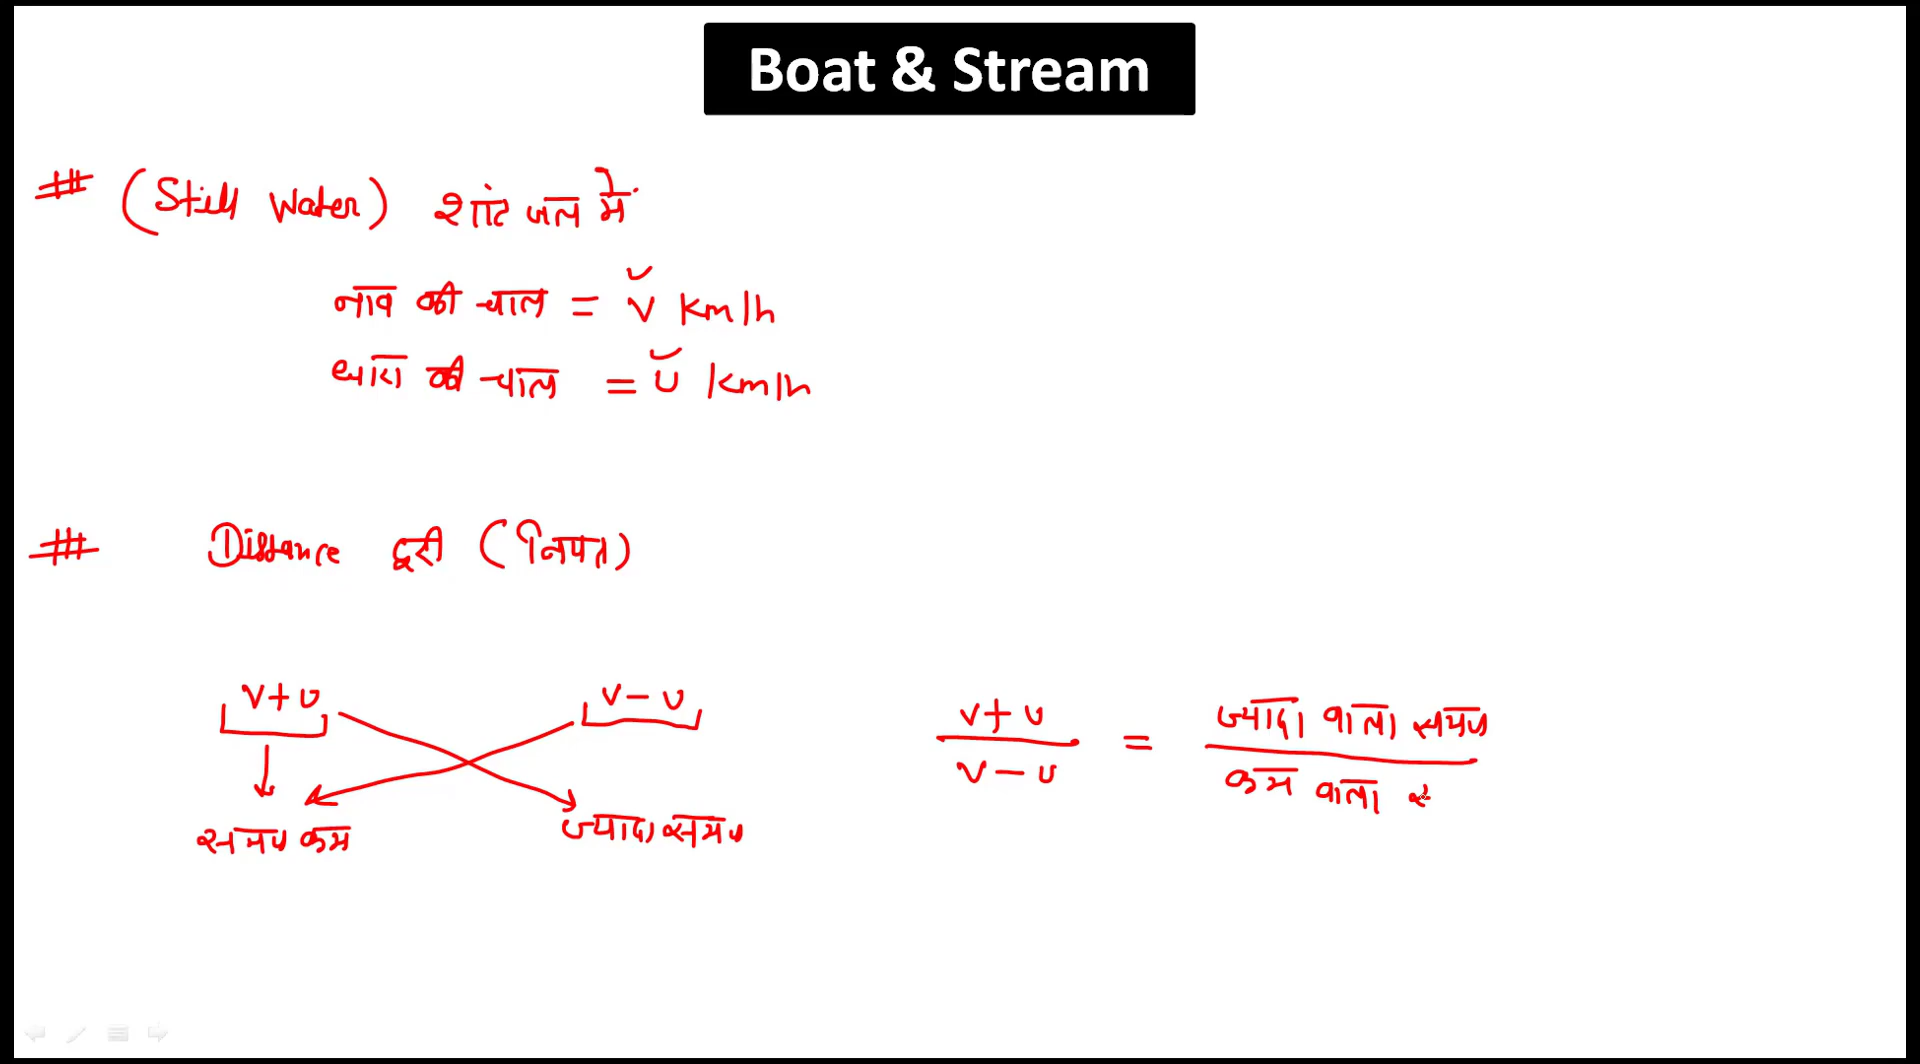 Boat & Stream
(Still Water) शांत जल में
नाव की चाल = v km/h
धारा की चाल = u km/h
Distance दूरी (नियत)
v+u v-u
समय कम ज्यादा समय
v+u / v-u = ज्यादा वाला समय / कम वाला स